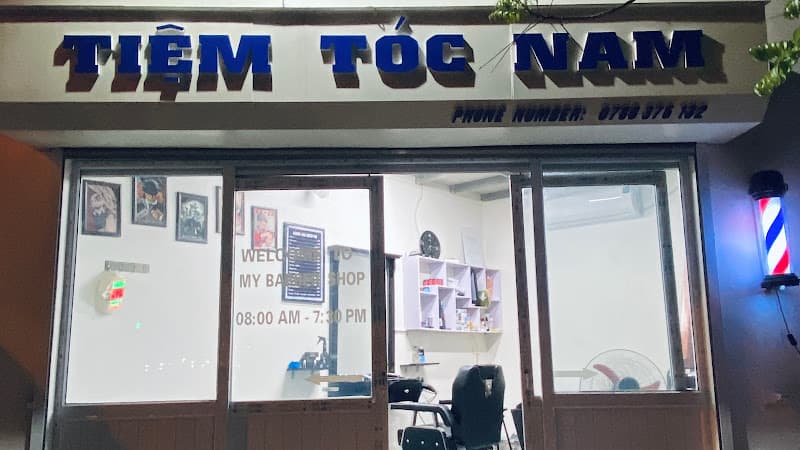 TIỆM TÓC NAM
PHONE NUMBER: 0769 376 132
WELCOME TO
MY BARBER SHOP
08:00 AM - 7:30 PM